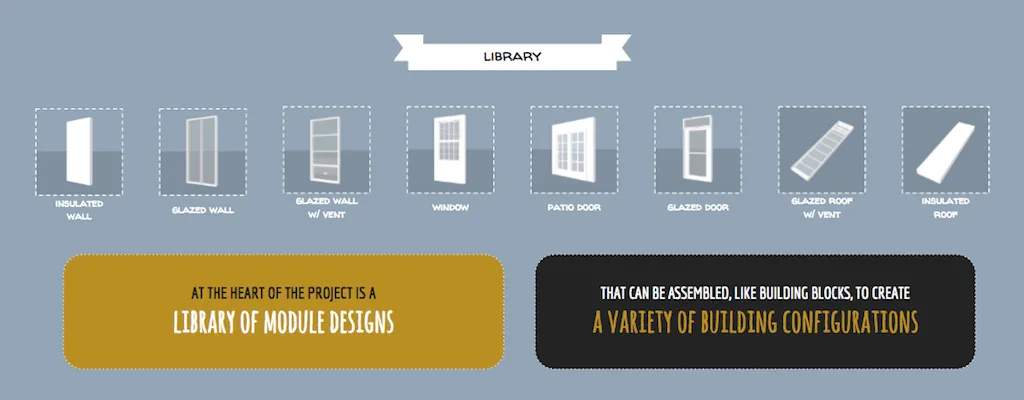 LIBRARY
INSULATED
WALL
GLAZED WALL
GLAZED WALL
W/ VENT
WINDOW
PATIO DOOR
GLAZED DOOR
GLAZED ROOF
W/ VENT
INSULATED
ROOF
AT THE HEART OF THE PROJECT IS A
LIBRARY OF MODULE DESIGNS
THAT CAN BE ASSEMBLED, LIKE BUILDING BLOCKS, TO CREATE
A VARIETY OF BUILDING CONFIGURATIONS